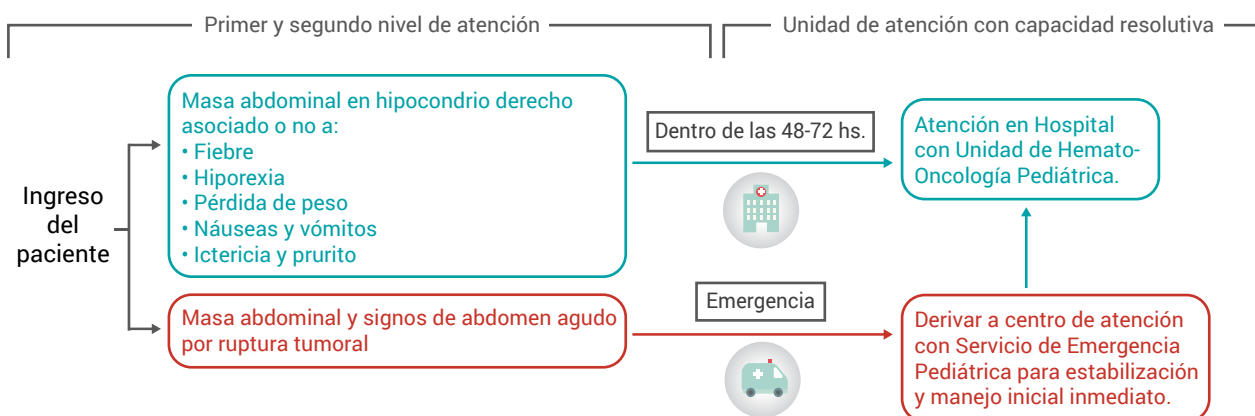 Primer y segundo nivel de atención
Unidad de atención con capacidad resolutiva
Ingreso
del
paciente
Masa abdominal en hipocondrio derecho
asociado o no a:
• Fiebre
• Hiporexia
• Pérdida de peso
• Náuseas y vómitos
• Ictericia y prurito
Dentro de las 48-72 hs.
Atención en Hospital
con Unidad de Hemato-
Oncología Pediátrica.
Masa abdominal y signos de abdomen agudo
por ruptura tumoral
Emergencia
Derivar a centro de atención
con Servicio de Emergencia
Pediátrica para estabilización
y manejo inicial inmediato.